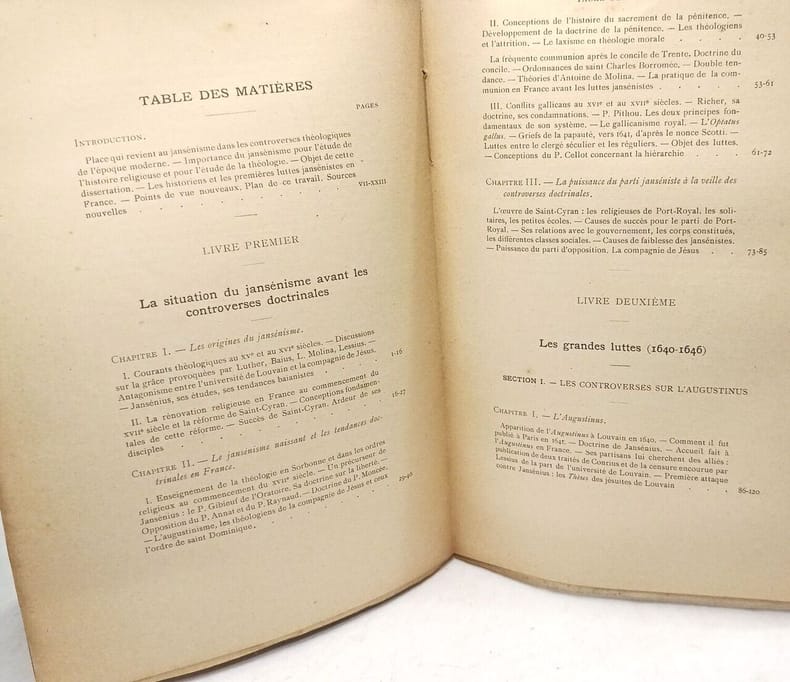 TABLE DES MATIÈRES
PAGES
INTRODUCTION.
Place qui revient au jansénisme dans les controverses théologiques
de l'époque moderne. — Importance du jansénisme pour l'étude de
l'histoire religieuse et pour l'étude de la théologie. — Objet de cette
dissertation. — Les historiens et les premières luttes jansénistes en
France. — Points de vue nouveaux. Plan de ce travail. Sources
nouvelles . . . . . . . . VII-XXIII
LIVRE PREMIER
La situation du jansénisme avant les
controverses doctrinales
CHAPITRE I. — Les origines du jansénisme.
I. Courants théologiques au XVe et au XVIe siècles. — Discussions
sur la grâce provoquées par Luther, Baius, L. Molina, Lessius. —
Antagonisme entre l'université de Louvain et la compagnie de Jésus.
— Jansénius, ses études, ses tendances baianistes . . . 1-16
II. La rénovation religieuse en France au commencement du
XVIIe siècle et la réforme de Saint-Cyran. — Conceptions fondamen-
tales de cette réforme. — Succès de Saint-Cyran. Ardeur de ses
disciples . . . . . . . . 16-27
CHAPITRE II. — Le jansénisme naissant et les tendances doc-
trinales en France.
I. Enseignement de la théologie en Sorbonne et dans les ordres
religieux au commencement du XVIIe siècle. — Un précurseur de
Jansénius : le P. Gibieuf de l'Oratoire. Sa doctrine sur la liberté. —
Opposition du P. Annat et du P. Raynaud. — Doctrine du P. Moncée.
— L'augustinisme, les théologiens de la compagnie de Jésus et ceux
l'ordre de saint Dominique. . . . . . . 29-40
II. Conceptions de l'histoire du sacrement de la pénitence. —
Développement de la doctrine de la pénitence. — Les théologiens
et l'attrition. — Le laxisme en théologie morale . . . . 40-53
La fréquente communion après le concile de Trente. Doctrine du
concile. — Ordonnances de saint Charles Borromée. — Double ten-
dance. — Théories d'Antoine de Molina. — La pratique de la com-
munion en France avant les luttes jansénistes . . . . . 53-61
III. Conflits gallicans au XVIe et au XVIIe siècles. — Richer, sa
doctrine, ses condamnations. — P. Pithou. Les deux principes fon-
damentaux de son système. — Le gallicanisme royal. — L'Optatus
gallus. — Griefs de la papauté, vers 1641, d'après le nonce Scotti. —
Luttes entre le clergé séculier et les réguliers. — Objet des luttes.
— Conceptions du P. Cellot concernant la hiérarchie . . . 61-72
CHAPITRE III. — La puissance du parti janséniste à la veille des
controverses doctrinales.
L'œuvre de Saint-Cyran : les religieuses de Port-Royal, les soli-
taires, les petites écoles. — Causes de succès pour le parti de Port-
Royal. — Ses relations avec le gouvernement, les corps constitués,
les différentes classes sociales. — Causes de faiblesse des jansénistes.
— Puissance du parti d'opposition. La compagnie de Jésus . . 73-85
LIVRE DEUXIÈME
Les grandes luttes (1640-1646)
SECTION I. — LES CONTROVERSES SUR L'AUGUSTINUS
CHAPITRE I. — L'Augustinus.
Apparition de l'Augustinus à Louvain en 1640. — Comment il fut
publié à Paris en 1641. — Doctrine de Jansénius. — Accueil fait à
l'Augustinus en France. — Ses partisans lui cherchent des alliés :
publication de deux traités de Conrius et de la censure encourue par
Lessius de la part de l'université de Louvain. — Première attaque
contre Jansénius : les Thèses des jésuites de Louvain . . . 86-120